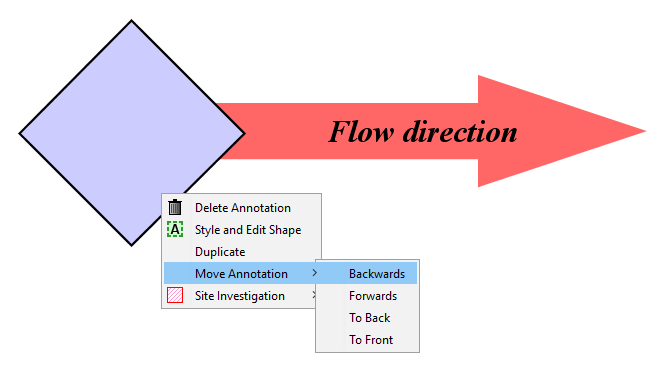 Flow direction
Delete Annotation
A Style and Edit Shape
Duplicate
Move Annotation
Site Investigation
Backwards
Forwards
To Back
To Front